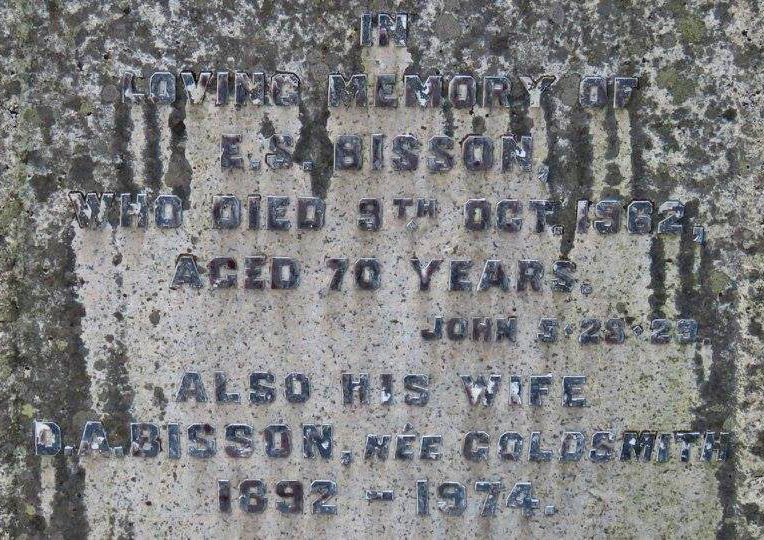 IN
LOVING MEMORY OF
E.S. BISSON,
WHO DIED 9TH OCT. 1962,
AGED 70 YEARS.
JOHN 5·28·29.
ALSO HIS WIFE
D.A. BISSON, NÉE GOLDSMITH
1892 - 1974.